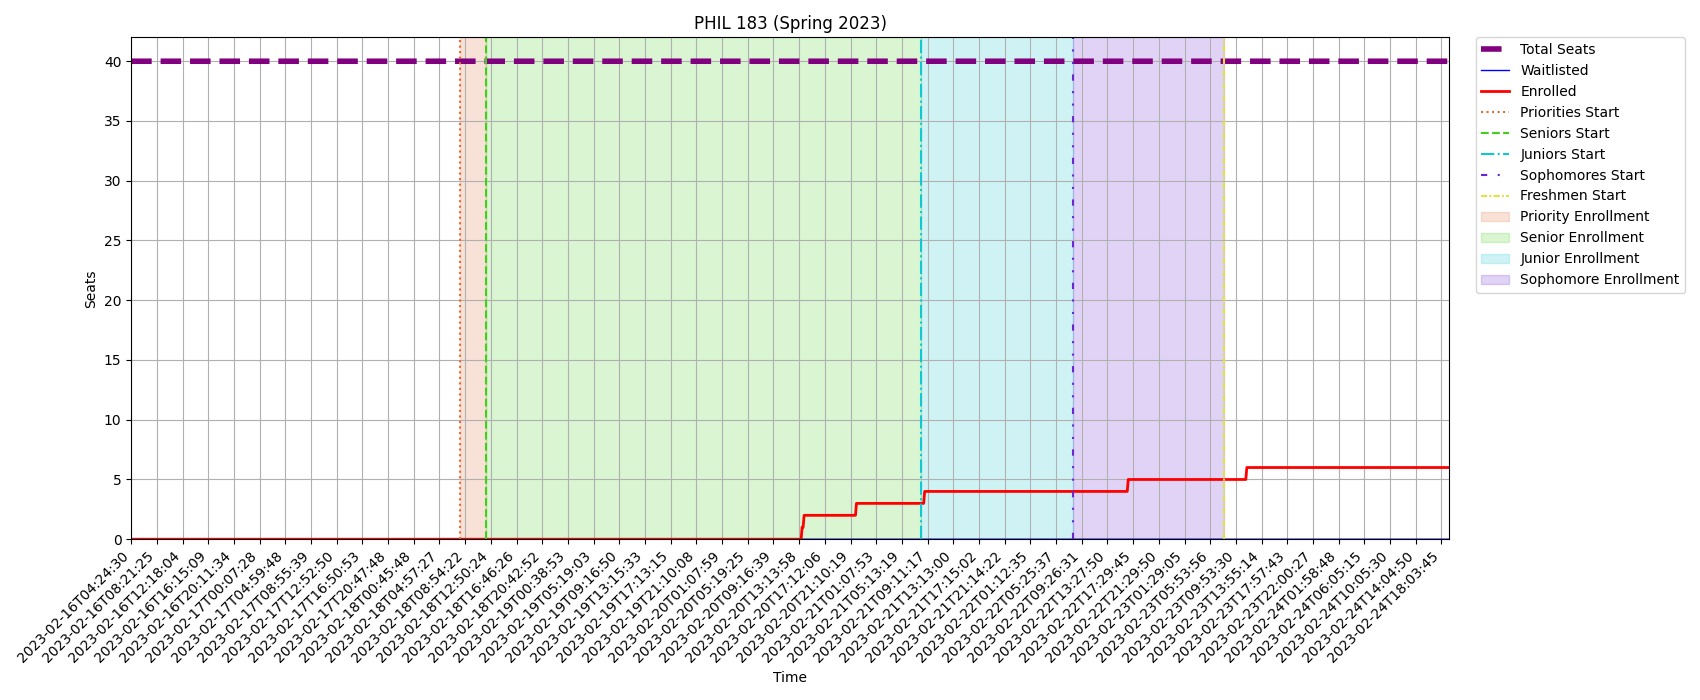 PHIL 183 (Spring 2023)
Seats
40
35
30
25
20
15
10
5
0
2023-02-16T04:24:30
2023-02-16T08:21:25
2023-02-16T12:18:04
2023-02-16T16:15:09
2023-02-16T20:11:34
2023-02-17T00:07:28
2023-02-17T04:59:48
2023-02-17T08:55:39
2023-02-17T12:52:50
2023-02-17T16:50:53
2023-02-17T20:47:48
2023-02-18T00:45:48
2023-02-18T04:57:27
2023-02-18T08:54:22
2023-02-18T12:50:24
2023-02-18T16:46:26
2023-02-18T20:42:52
2023-02-19T00:38:53
2023-02-19T05:19:03
2023-02-19T09:16:50
2023-02-19T13:15:33
2023-02-19T17:13:15
2023-02-19T21:10:08
2023-02-20T01:07:59
2023-02-20T05:19:25
2023-02-20T09:16:39
2023-02-20T13:13:58
2023-02-20T17:12:06
2023-02-20T21:10:19
2023-02-21T01:07:53
2023-02-21T05:13:19
2023-02-21T09:11:17
2023-02-21T13:13:00
2023-02-21T17:15:02
2023-02-21T21:14:22
2023-02-22T01:12:35
2023-02-22T05:25:37
2023-02-22T09:26:31
2023-02-22T13:27:50
2023-02-22T17:29:45
2023-02-22T21:29:50
2023-02-23T01:29:05
2023-02-23T05:53:56
2023-02-23T09:53:30
2023-02-23T13:55:14
2023-02-23T17:57:43
2023-02-23T22:00:27
2023-02-24T01:58:48
2023-02-24T06:05:15
2023-02-24T10:05:30
2023-02-24T14:04:50
2023-02-24T18:03:45
Time
Total Seats
Waitlisted
Enrolled
Priorities Start
Seniors Start
Juniors Start
Sophomores Start
Freshmen Start
Priority Enrollment
Senior Enrollment
Junior Enrollment
Sophomore Enrollment